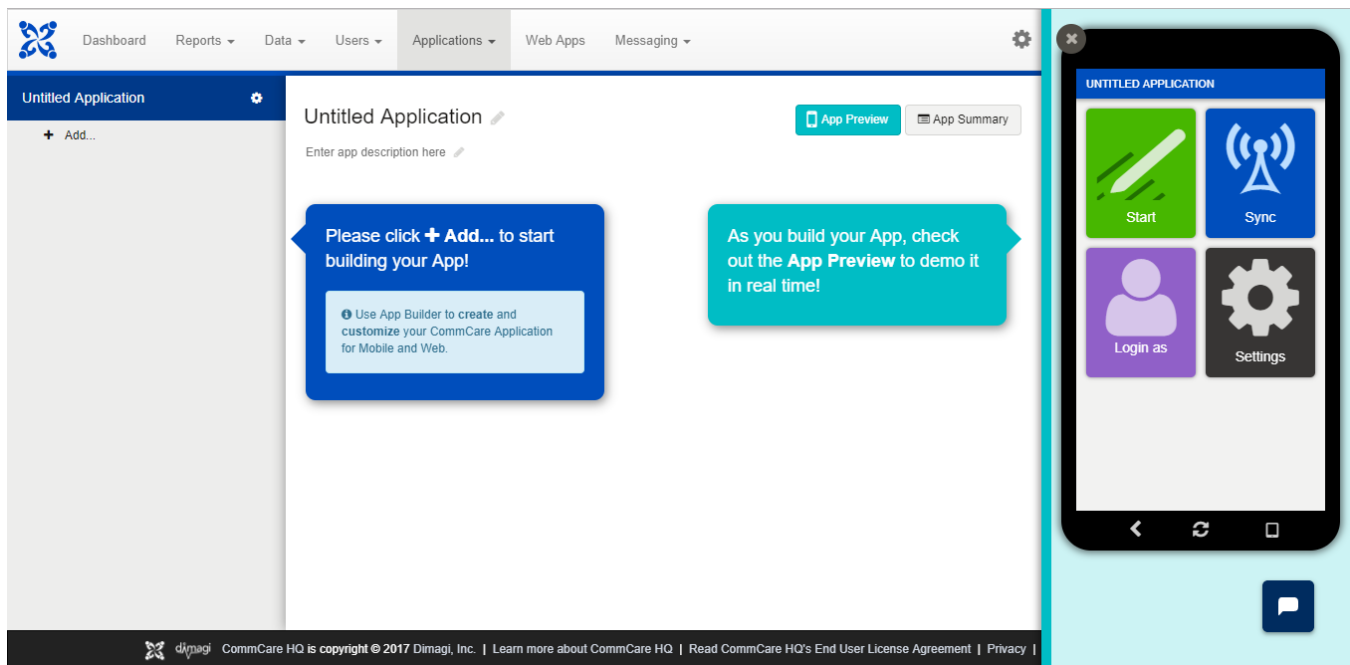 Dashboard Reports Data Users Applications Web Apps Messaging
Untitled Application
+ Add...
Untitled Application
App Preview App Summary
Enter app description here
Please click + Add... to start
building your App!
Use App Builder to create and
customize your CommCare Application
for Mobile and Web.
As you build your App, check
out the App Preview to demo it
in real time!
UNTITLED APPLICATION
Start Sync
Login as Settings
dimagi CommCare HQ is copyright © 2017 Dimagi, Inc. | Learn more about CommCare HQ | Read CommCare HQ's End User License Agreement | Privacy |